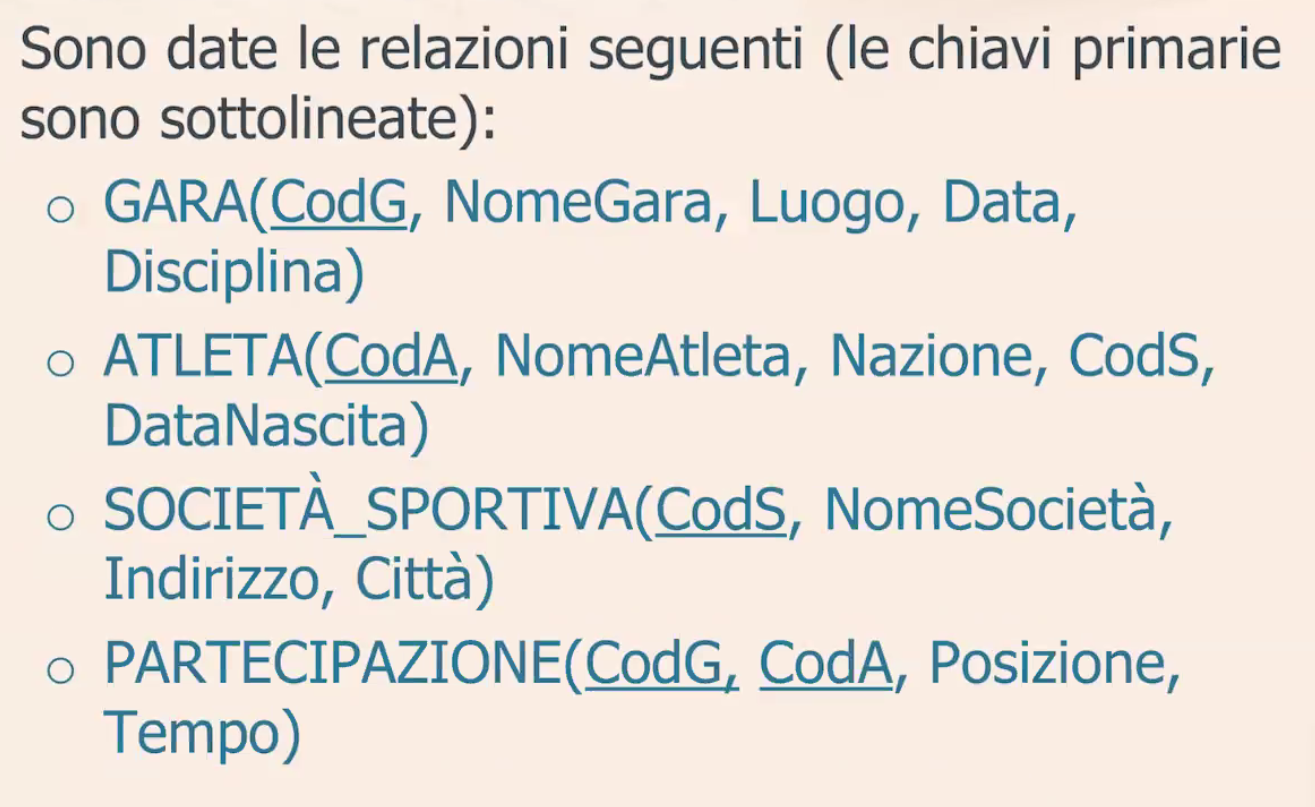 Sono date le relazioni seguenti (le chiavi primarie
sono sottolineate):
o GARA(CodG, NomeGara, Luogo, Data,
Disciplina)
o ATLETA(CodA, NomeAtleta, Nazione, CodS,
DataNascita)
o SOCIETÀ_SPORTIVA(CodS, NomeSocietà,
Indirizzo, Città)
o PARTECIPAZIONE(CodG, CodA, Posizione,
Tempo)